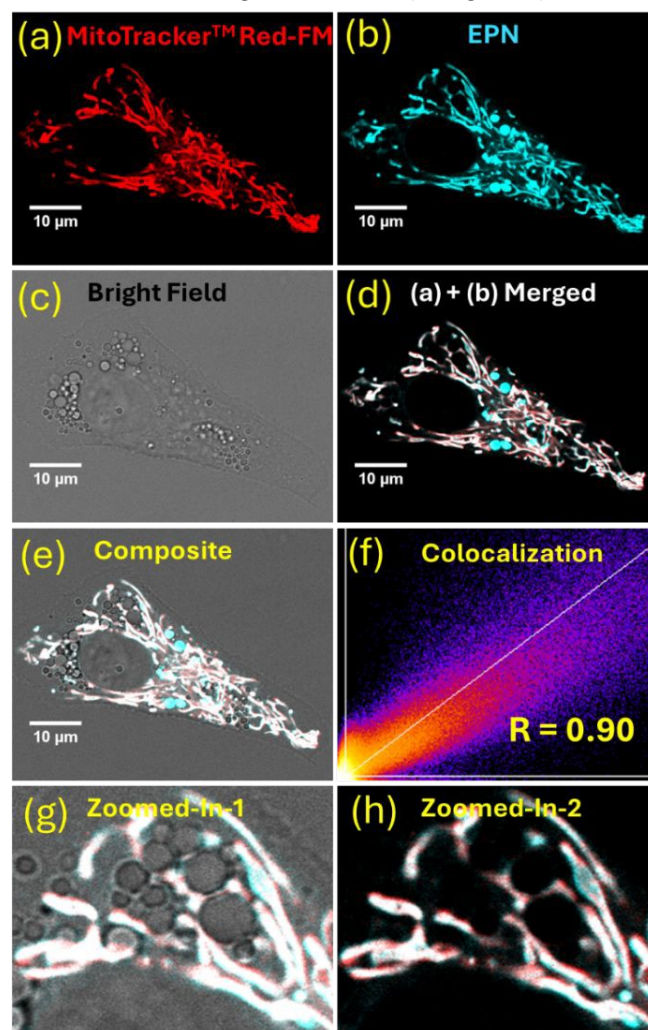 (a) MitoTracker™ Red-FM
(b) EPN
10 µm
10 µm
(c) Bright Field
(d) (a) + (b) Merged
10 µm
10 µm
(e) Composite
(f) Colocalization
10 µm
R = 0.90
(g) Zoomed-In-1
(h) Zoomed-In-2